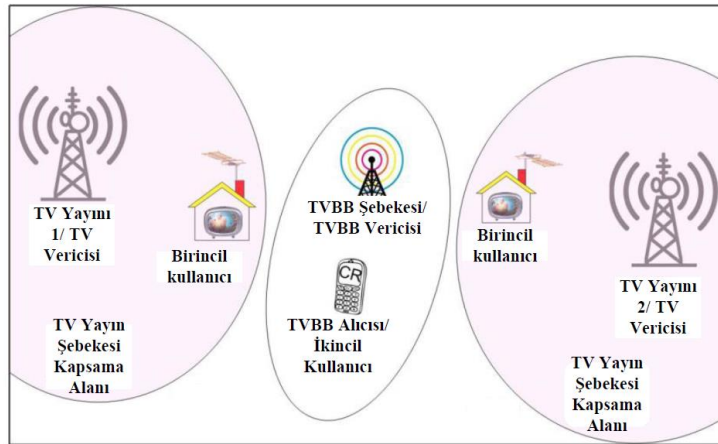 TV Yayını
1/ TV
Vericisi
Birincil
kullanıcı
TV Yayın
Şebekesi
Kapsama
Alanı
TVBB Şebekesi/
TVBB Vericisi
CR
TVBB Alıcısı/
İkincil
Kullanıcı
Birincil
kullanıcı
TV Yayını
2/ TV
Vericisi
TV Yayın
Şebekesi
Kapsama
Alanı